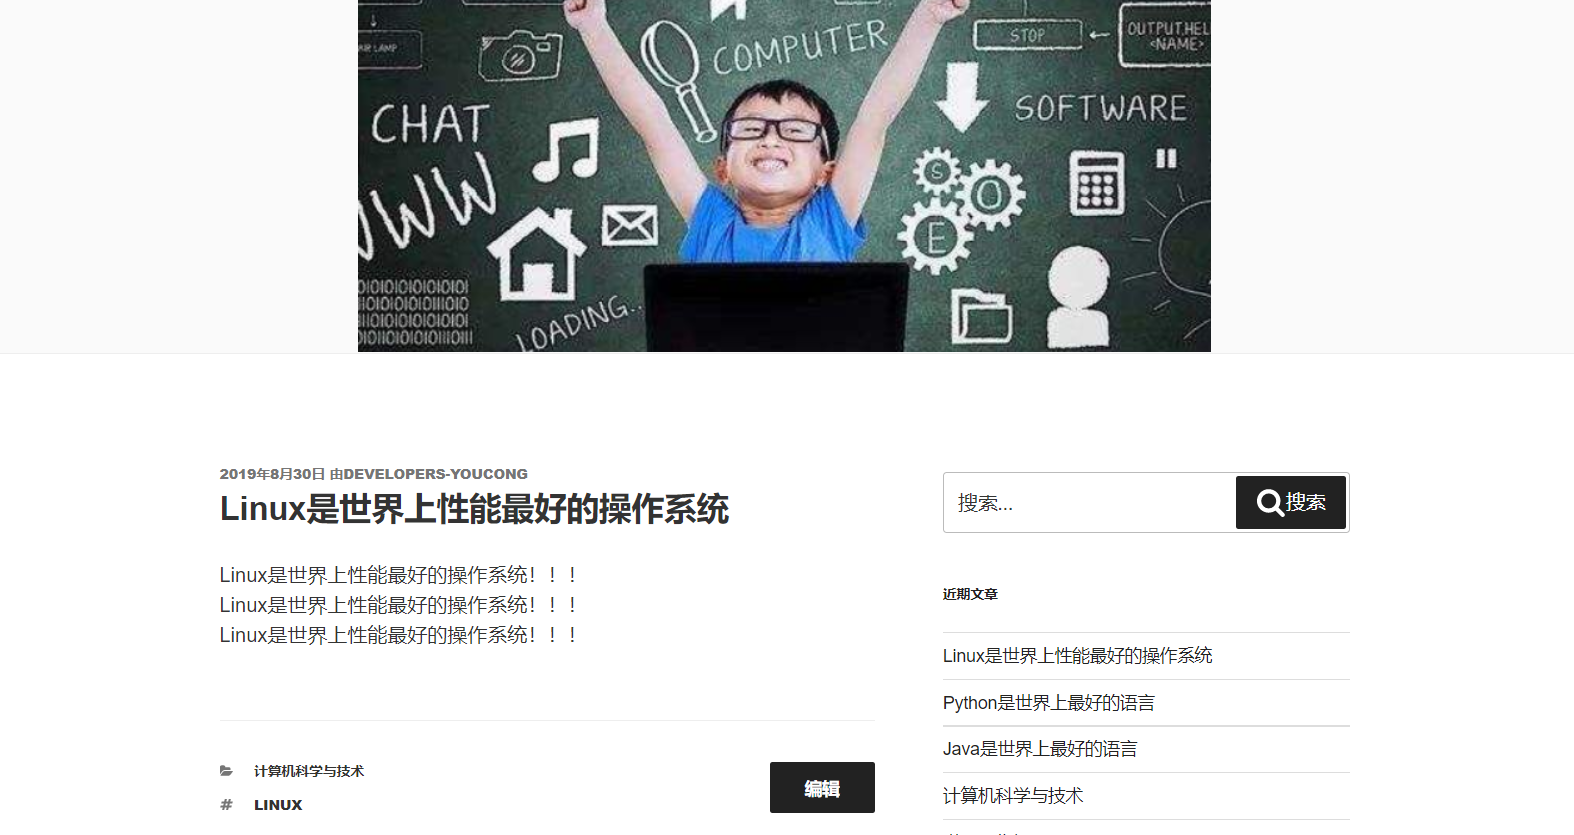 STOP
OUTPUT.HEL
<NAME>
AIR LAMP
COMPUTER
CHAT
SOFTWARE
WWW
S
O
E
LOADING..
2019年8月30日 由DEVELOPERS-YOUCONG
Linux是世界上性能最好的操作系统
Linux是世界上性能最好的操作系统！！！
Linux是世界上性能最好的操作系统！！！
Linux是世界上性能最好的操作系统！！！
计算机科学与技术
LINUX
编辑
搜索...
搜索
近期文章
Linux是世界上性能最好的操作系统
Python是世界上最好的语言
Java是世界上最好的语言
计算机科学与技术